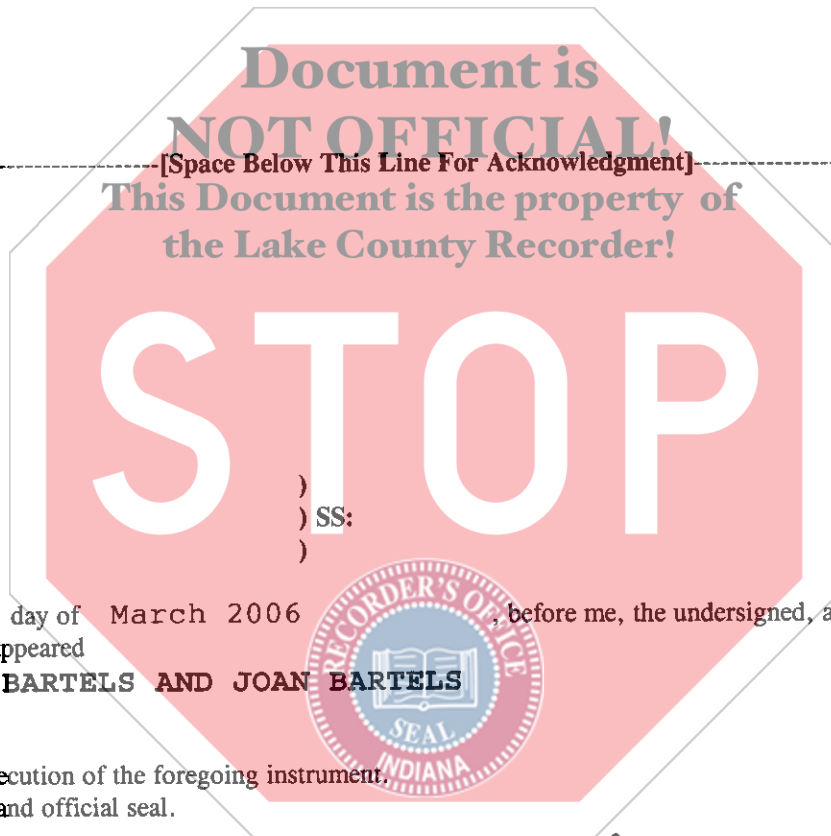 Document is
NOT OFFICIAL!
[Space Below This Line For Acknowledgment]
This Document is the property of
the Lake County Recorder!
STOP
)
) SS:
)
day of March 2006 , before me, the undersigned, a
ppeared
BARTELS AND JOAN BARTELS
RECORDER'S OFFICE
SEAL
INDIANA
ecution of the foregoing instrument.
and official seal.